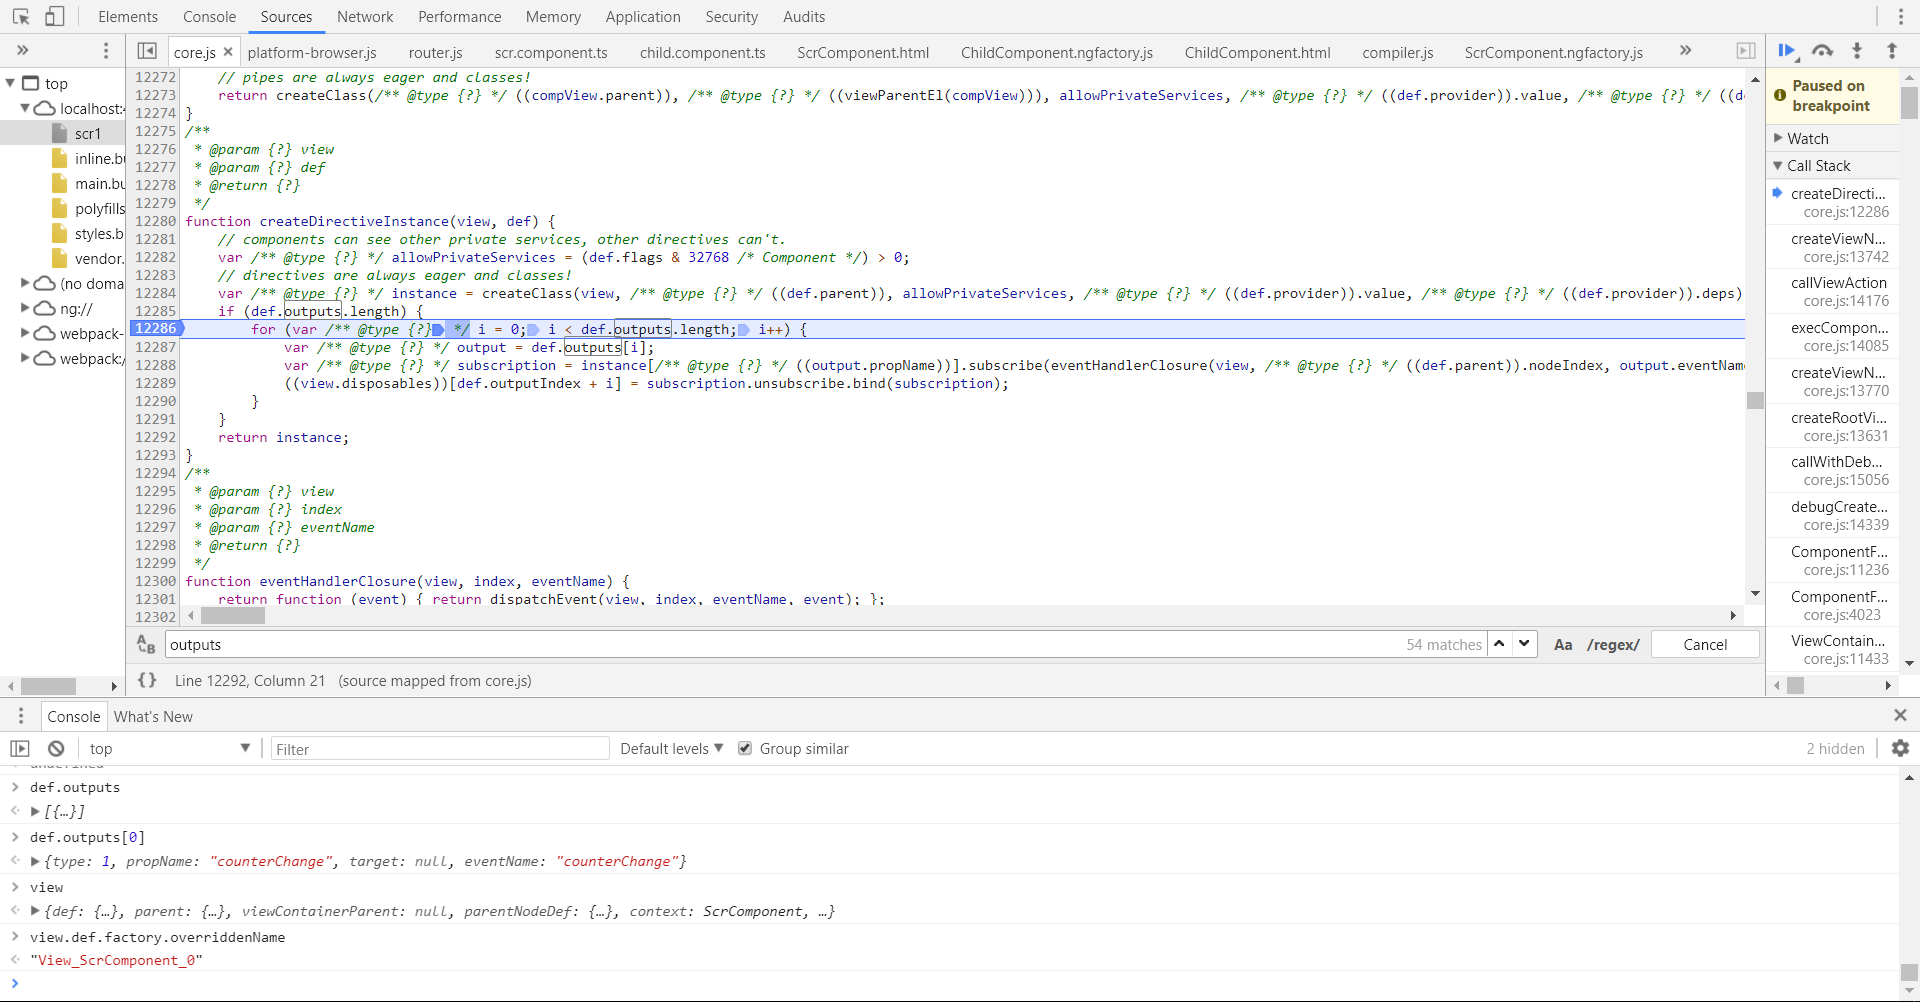 Elements Console Sources Network Performance Memory Application Security Audits
core.js × platform-browser.js router.js scr.component.ts child.component.ts ScrComponent.html ChildComponent.ngfactory.js ChildComponent.html compiler.js ScrComponent.ngfactory.js »
top
localhost:4
scr1
inline.bu
main.bu
polyfills
styles.b
vendor.
(no doma
ng://
webpack-
webpack:/
12272     // pipes are always eager and classes!
12273     return createClass(/** @type {?} */ ((compView.parent)), /** @type {?} */ ((viewParentEl(compView))), allowPrivateServices, /** @type {?} */ ((def.provider)).value, /** @type {?} */ ((de
12274 }
12275 /**
12276  * @param {?} view
12277  * @param {?} def
12278  * @return {?}
12279  */
12280 function createDirectiveInstance(view, def) {
12281     // components can see other private services, other directives can't.
12282     var /** @type {?} */ allowPrivateServices = (def.flags & 32768 /* Component */) > 0;
12283     // directives are always eager and classes!
12284     var /** @type {?} */ instance = createClass(view, /** @type {?} */ ((def.parent)), allowPrivateServices, /** @type {?} */ ((def.provider)).value, /** @type {?} */ ((def.provider)).deps)
12285     if (def.outputs.length) {
12286         for (var /** @type {?} */ i = 0; i < def.outputs.length; i++) {
12287             var /** @type {?} */ output = def.outputs[i];
12288             var /** @type {?} */ subscription = instance[/** @type {?} */ ((output.propName))].subscribe(eventHandlerClosure(view, /** @type {?} */ ((def.parent)).nodeIndex, output.eventNam
12289             ((view.disposables))[def.outputIndex + i] = subscription.unsubscribe.bind(subscription);
12290         }
12291     }
12292     return instance;
12293 }
12294 /**
12295  * @param {?} view
12296  * @param {?} index
12297  * @param {?} eventName
12298  * @return {?}
12299  */
12300 function eventHandlerClosure(view, index, eventName) {
12301     return function (event) { return dispatchEvent(view, index, eventName, event); };
12302
outputs 54 matches Aa /regex/ Cancel
{} Line 12292, Column 21 (source mapped from core.js)
Paused on
breakpoint
Watch
Call Stack
createDirecti...
core.js:12286
createViewN...
core.js:13742
callViewAction
core.js:14176
execCompon...
core.js:14085
createViewN...
core.js:13770
createRootVi...
core.js:13631
callWithDeb...
core.js:15056
debugCreate...
core.js:14339
ComponentF...
core.js:11236
ComponentF...
core.js:4023
ViewContain...
core.js:11433
Console What's New
top Filter Default levels Group similar 2 hidden
undefined
def.outputs
[{…}]
def.outputs[0]
{type: 1, propName: "counterChange", target: null, eventName: "counterChange"}
view
{def: {…}, parent: {…}, viewContainerParent: null, parentNodeDef: {…}, context: ScrComponent, …}
view.def.factory.overriddenName
"View_ScrComponent_0"